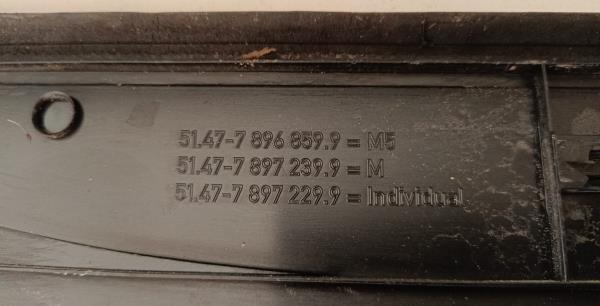 51.47-7 896 859.9 = M5
51.47-7 897 239.9 = M
51.47-7 897 229.9 = Individual